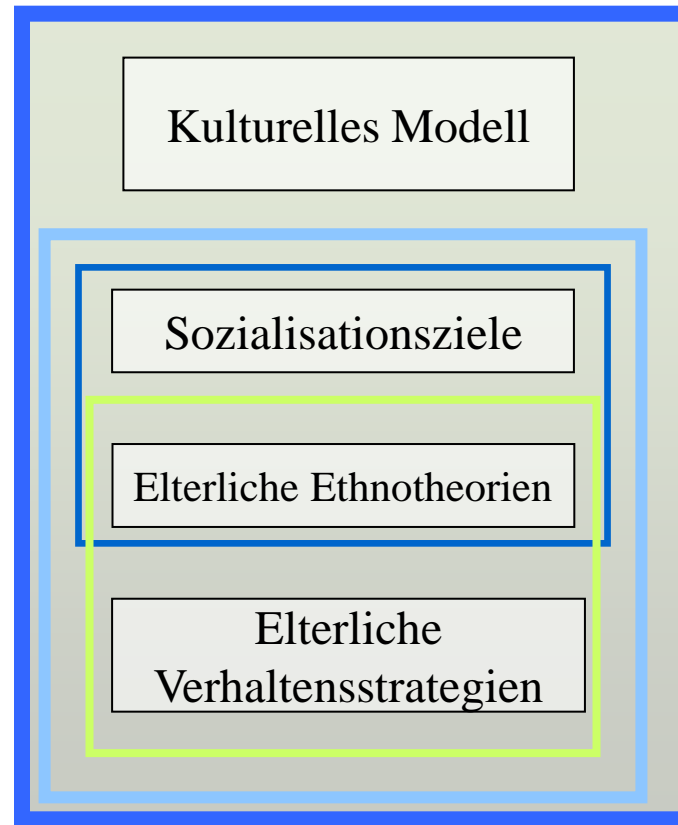 Kulturelles Modell
Sozialisationsziele
Elterliche Ethnotheorien
Elterliche
Verhaltensstrategien